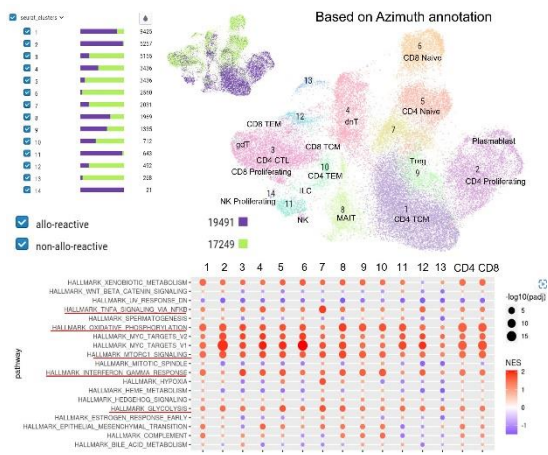 seurat_clusters
Based on Azimuth annotation
1 5425
2 5257
3 5155
4 3436
5 3436
6
7
8 1969
9 1355
10 712
11 643
12 452
13 208
14 21
allo-reactive 19491
non-allo-reactive 17249
6
CD8 Naive
13
12
CD8 TEM
4
dnT
5
CD4 Naive
7
gdT
3
CD4 CTL
CD8 Proliferating
CD8 TCM
10
CD4 TEM
Treg
9
Plasmablast
2
CD4 Proliferating
14
NK Proliferating
ILC
11
NK
8
MAIT
1
CD4 TCM
1 2 3 4 5 6 7 8 9 10 11 12 13 CD4 CD8
pathway
HALLMARK_XENOBIOTIC_METABOLISM
HALLMARK_WNT_BETA_CATENIN_SIGNALING
HALLMARK_UV_RESPONSE_DN
HALLMARK_TNFA_SIGNALING_VIA_NFKB
HALLMARK_SPERMATOGENESIS
HALLMARK_OXIDATIVE_PHOSPHORYLATION
HALLMARK_MYC_TARGETS_V2
HALLMARK_MYC_TARGETS_V1
HALLMARK_MTORC1_SIGNALING
HALLMARK_MITOTIC_SPINDLE
HALLMARK_INTERFERON_GAMMA_RESPONSE
HALLMARK_HYPOXIA
HALLMARK_HEME_METABOLISM
HALLMARK_HEDGEHOG_SIGNALING
HALLMARK_GLYCOLYSIS
HALLMARK_ESTROGEN_RESPONSE_EARLY
HALLMARK_EPITHELIAL_MESENCHYMAL_TRANSITION
HALLMARK_COMPLEMENT
HALLMARK_BILE_ACID_METABOLISM
-log10(padj)
5
10
15
NES
2
1
0
-1